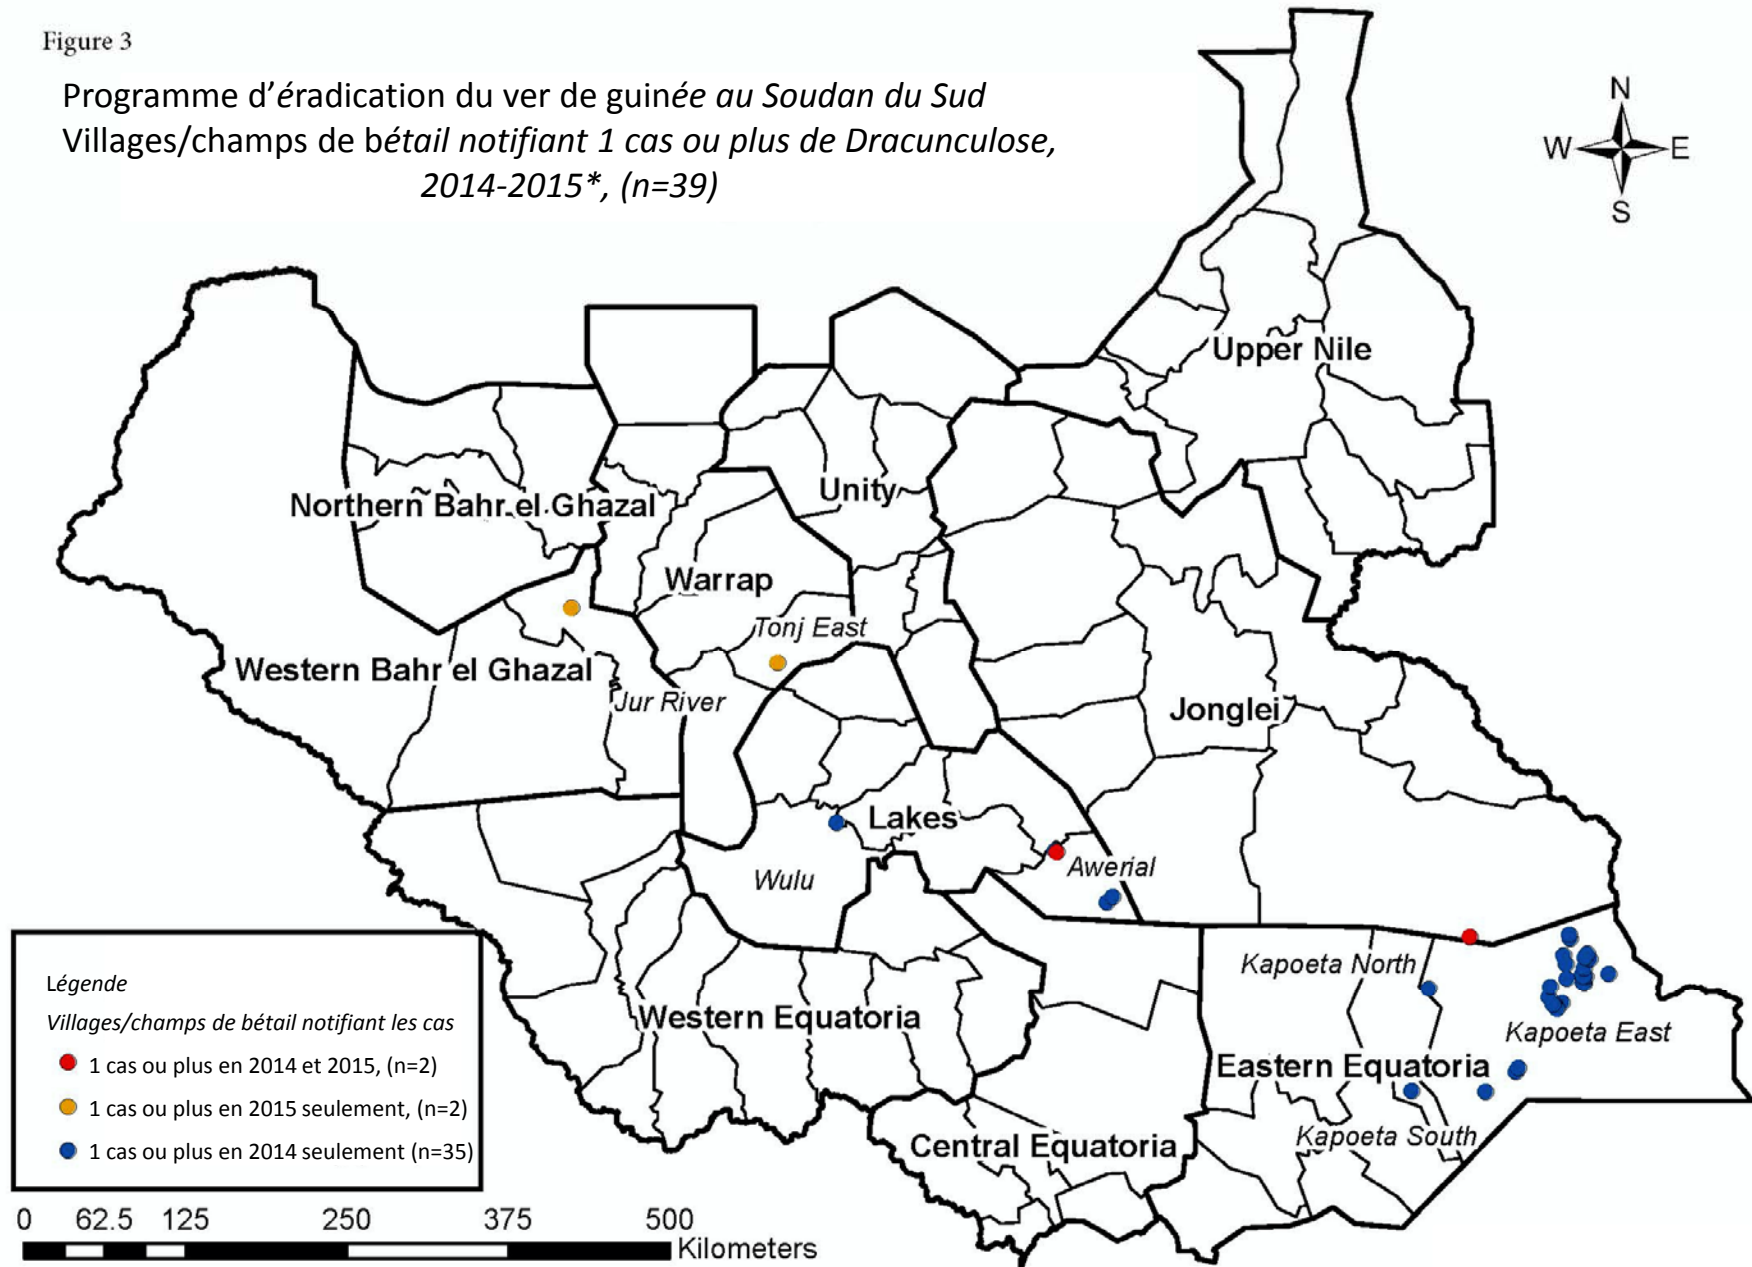 Figure 3
Programme d'éradication du ver de guinée au Soudan du Sud
Villages/champs de bétail notifiant 1 cas ou plus de Dracunculose,
2014-2015*, (n=39)
N
W E
S
Upper Nile
Northern Bahr el Ghazal
Unity
Warrap
Tonj East
Western Bahr el Ghazal
Jur River
Jonglei
Lakes
Awerial
Wulu
Kapoeta North
Western Equatoria
Kapoeta East
Eastern Equatoria
Central Equatoria
Kapoeta South
Légende
Villages/champs de bétail notifiant les cas
1 cas ou plus en 2014 et 2015, (n=2)
1 cas ou plus en 2015 seulement, (n=2)
1 cas ou plus en 2014 seulement (n=35)
0 62.5 125 250 375 500
Kilometers